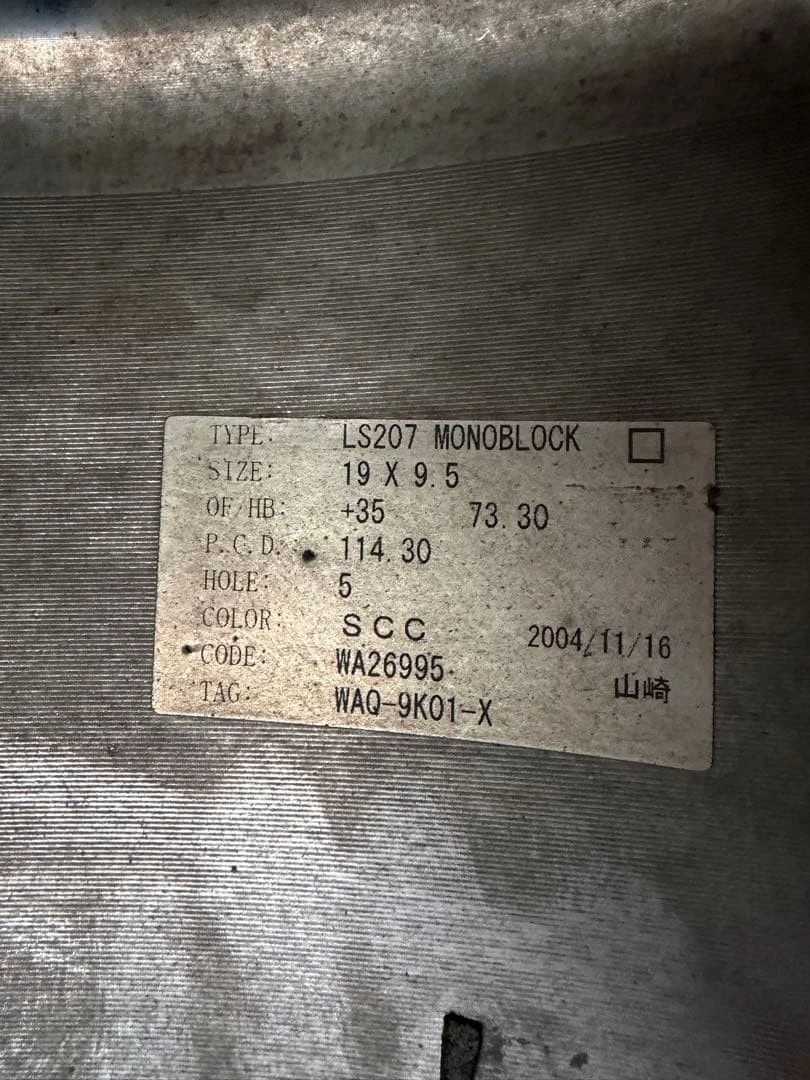 TYPE: LS207 MONOBLOCK
SIZE: 19 X 9.5
OF/HB: +35 73.30
P.C.D. 114.30
HOLE: 5
COLOR: SCC 2004/11/16
CODE: WA26995 山崎
TAG: WAQ-9K01-X